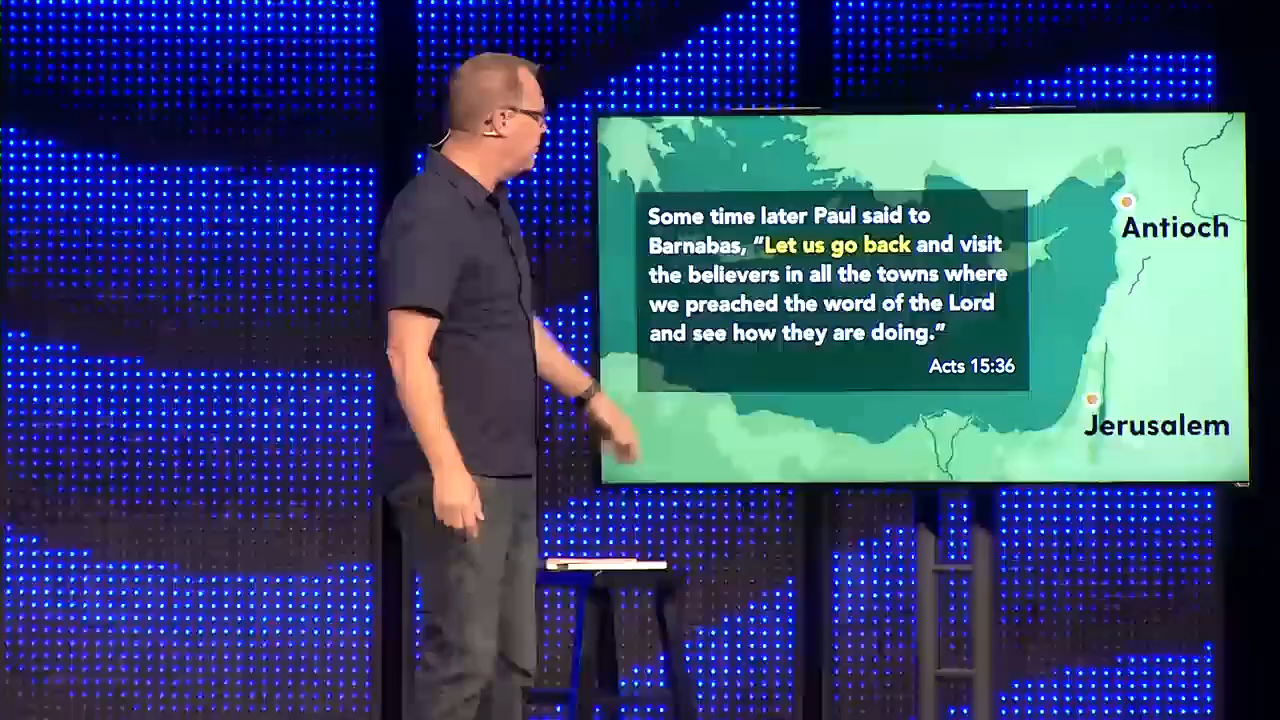 Some time later Paul said to
Barnabas, “Let us go back and visit
the believers in all the towns where
we preached the word of the Lord
and see how they are doing.”
Acts 15:36
Antioch
Jerusalem